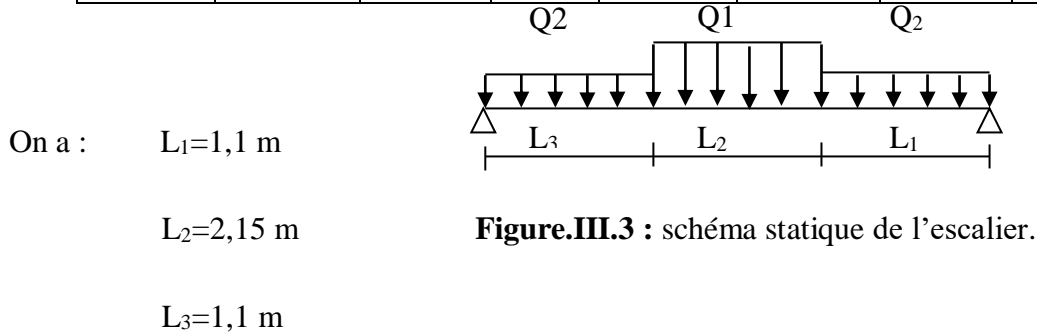 Q2 Q1 Q₂
L₃ L₂ L₁
On a : L₁=1,1 m
L₂=2,15 m
Figure.III.3 : schéma statique de l’escalier.
L₃=1,1 m